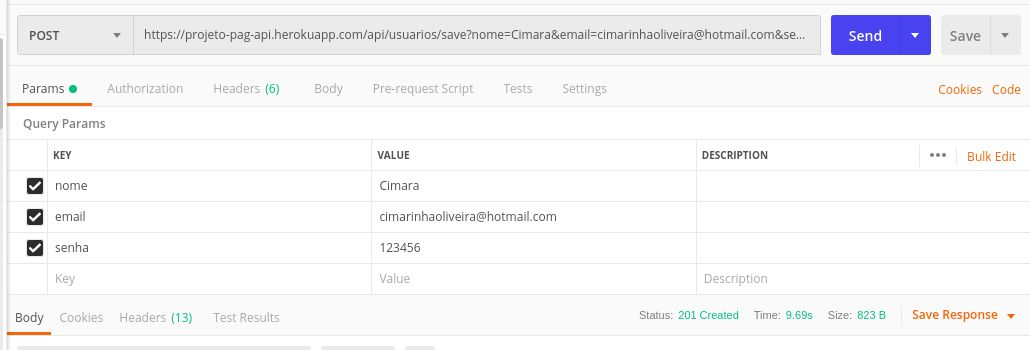 POST https://projeto-pag-api.herokuapp.com/api/usuarios/save?nome=Cimara&email=cimarinhaoliveira@hotmail.com&se... Send Save
Params Authorization Headers (6) Body Pre-request Script Tests Settings Cookies Code
Query Params
KEY VALUE DESCRIPTION ••• Bulk Edit
nome Cimara
email cimarinhaoliveira@hotmail.com
senha 123456
Key Value Description
Body Cookies Headers (13) Test Results Status: 201 Created Time: 9.69s Size: 823 B Save Response